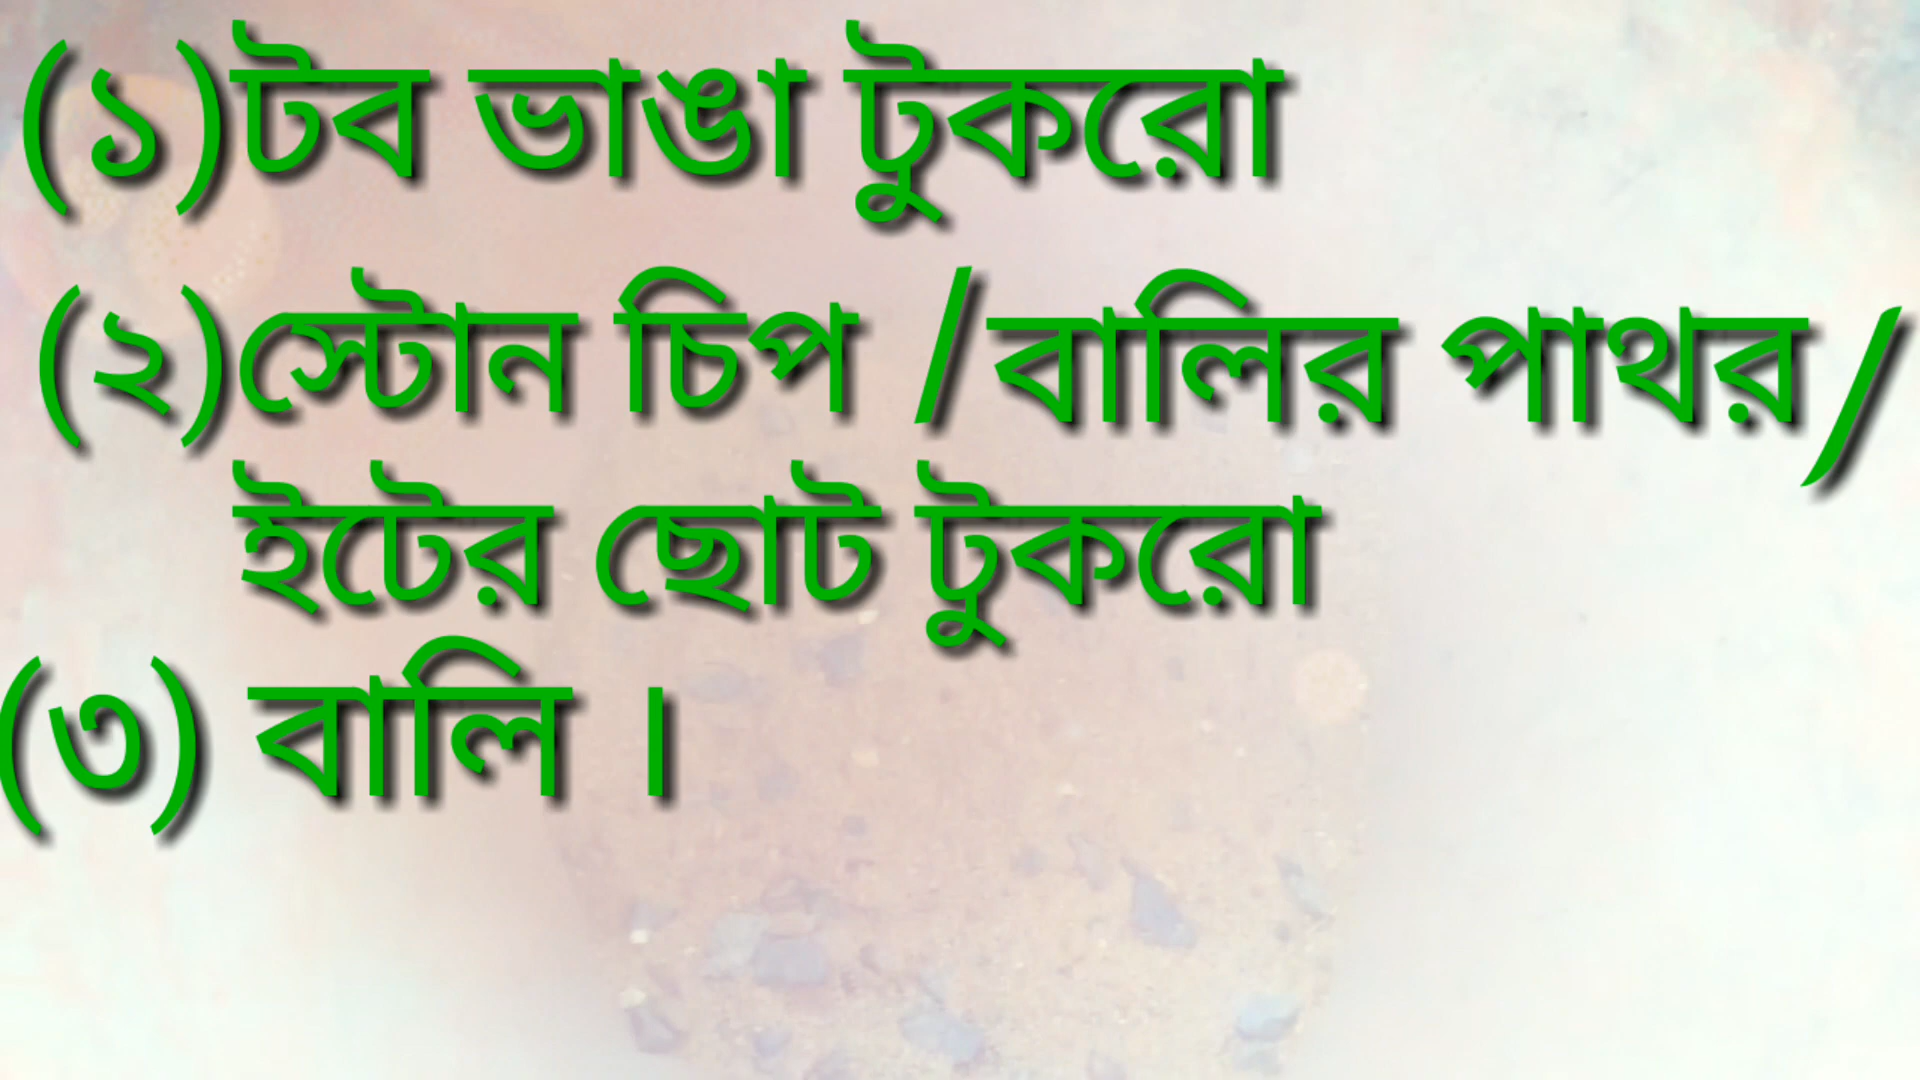 (১)টব ভাঙা টুকরো
(২)স্টোন চিপ /বালির পাথর/
ইটের ছোট টুকরো
(৩) বালি ।